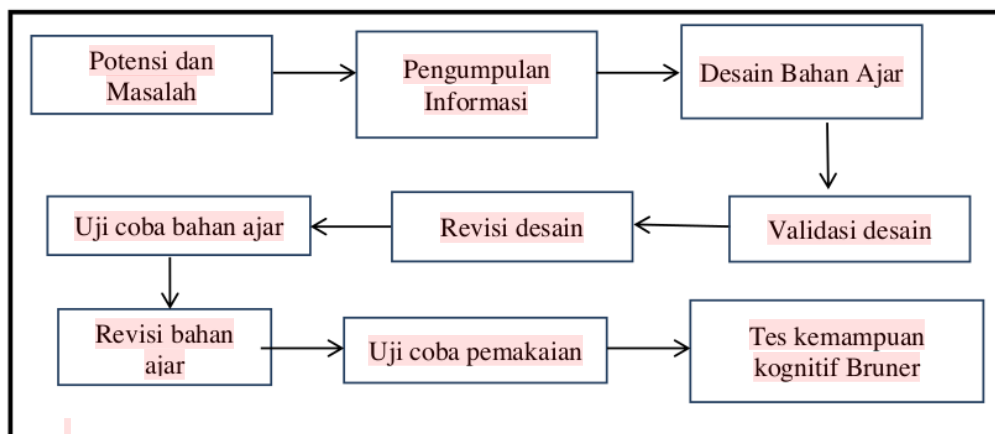 Potensi dan
Masalah
Pengumpulan
Informasi
Desain Bahan Ajar
Validasi desain
Revisi desain
Uji coba bahan ajar
Revisi bahan
ajar
Uji coba pemakaian
Tes kemampuan
kognitif Bruner